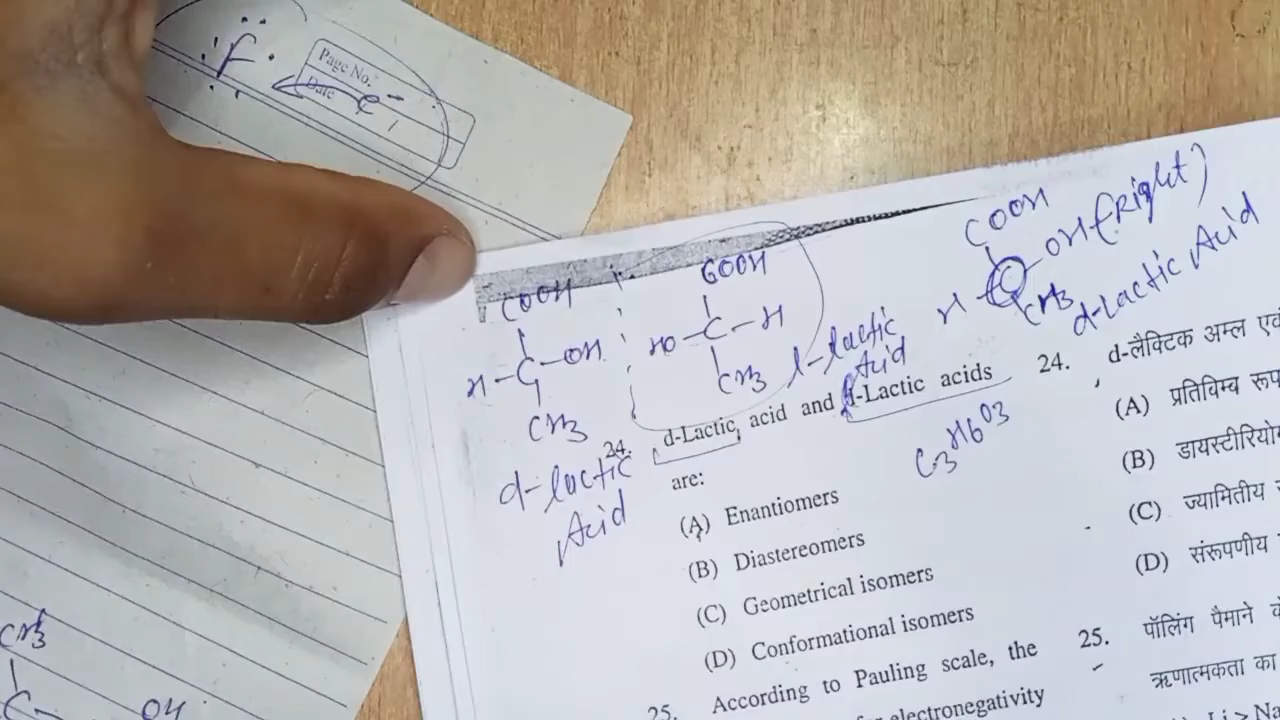 F
Page No.
Date
e-
COOH
H-C-OH
CH3
d-lactic
Acid
COOH
HO-C-H
CH3
l-lactic
Acid
COOH
H C OH (Right)
CH3
d-lactic Acid
C3H6O3
24. d-Lactic acid and l-Lactic acids
are:
(A) Enantiomers
(B) Diastereomers
(C) Geometrical isomers
(D) Conformational isomers
25. According to Pauling scale, the
electronegativity
24. d-लैक्टिक अम्ल
(A) प्रतिविम्च रूप
(B)
(C) ज्यामितीय
(D) संरूपणीय
25. पॉलिंग पैमाने
ऋणात्मकता का
Li > Na
CH3
C- OH